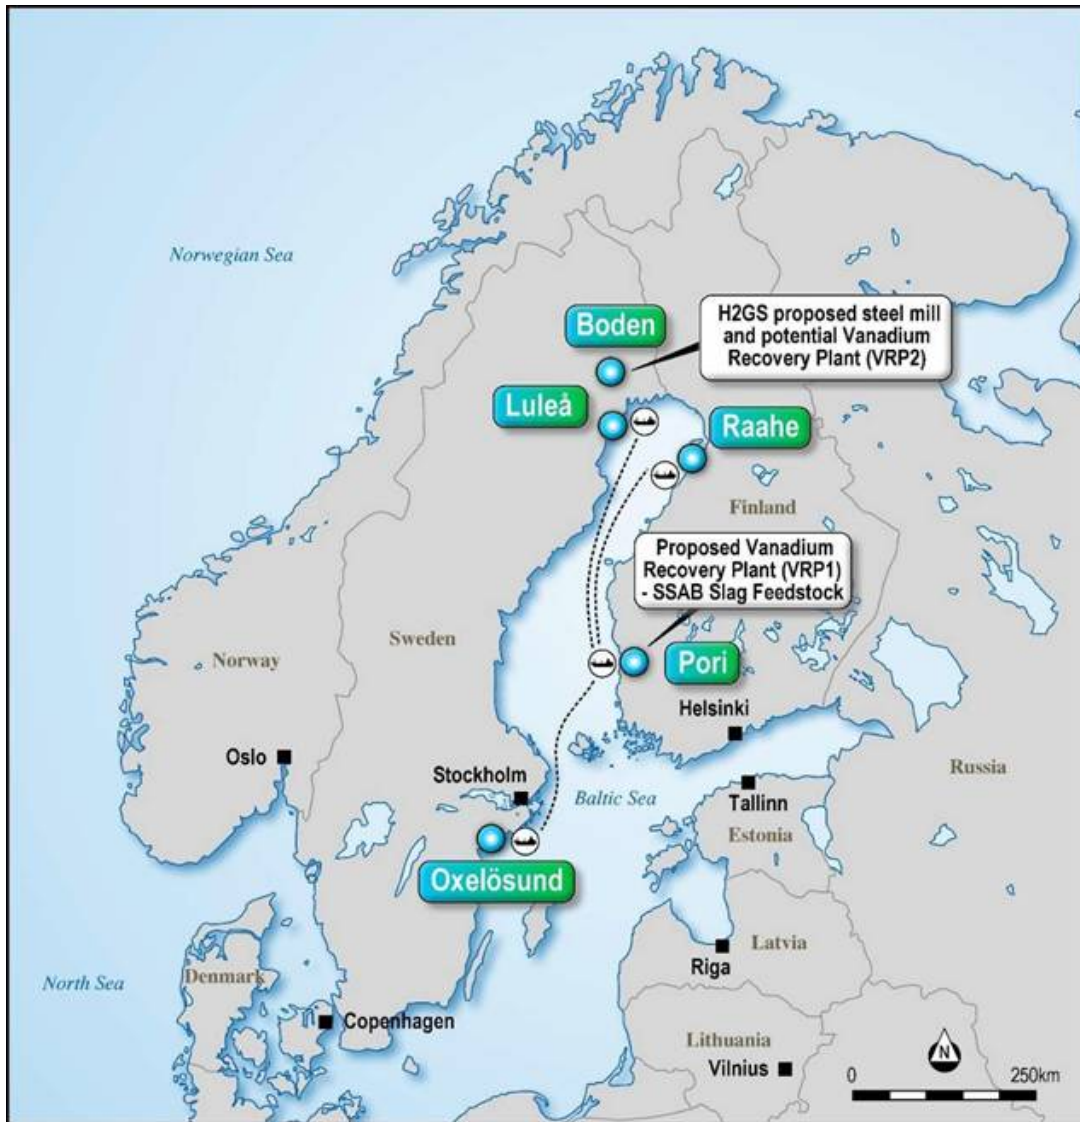 Norwegian Sea
Boden
H2GS proposed steel mill
and potential Vanadium
Recovery Plant (VRP2)
Luleå
Raahe
Finland
Proposed Vanadium
Recovery Plant (VRP1)
- SSAB Slag Feedstock
Sweden
Norway
Pori
Helsinki
Oslo
Stockholm
Baltic Sea
Tallinn
Russia
Estonia
Oxelösund
Latvia
Riga
North Sea
Denmark
Copenhagen
Lithuania
Vilnius
N
0 250km